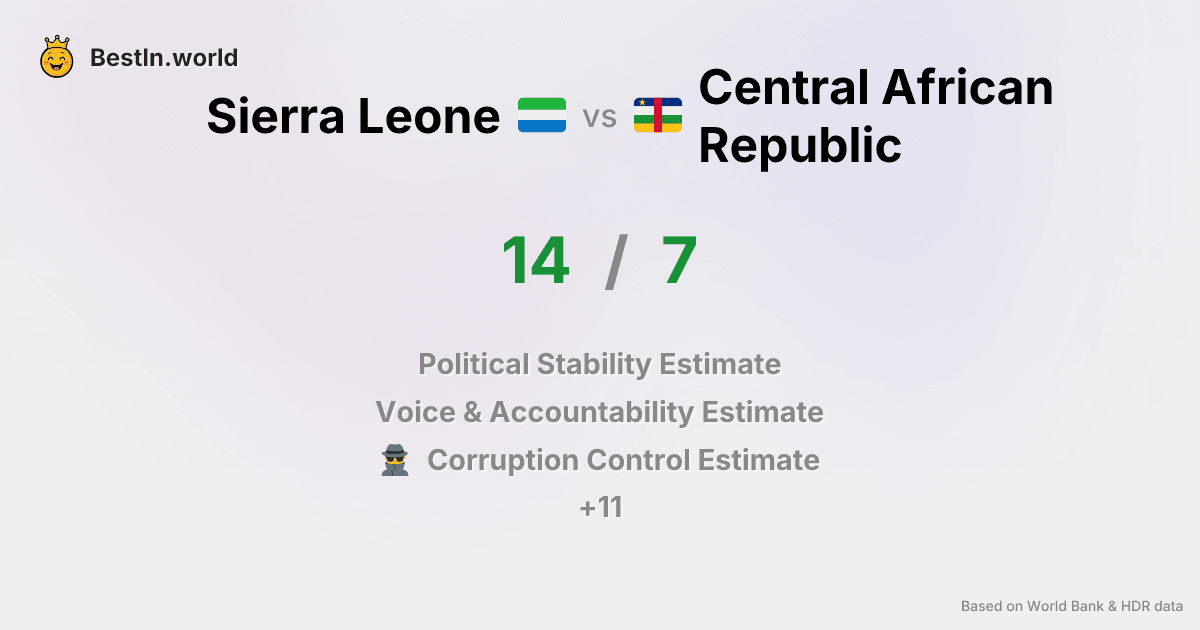 BestIn.world
Sierra Leone vs Central African
Republic
14 / 7
Political Stability Estimate
Voice & Accountability Estimate
Corruption Control Estimate
+11
Based on World Bank & HDR data